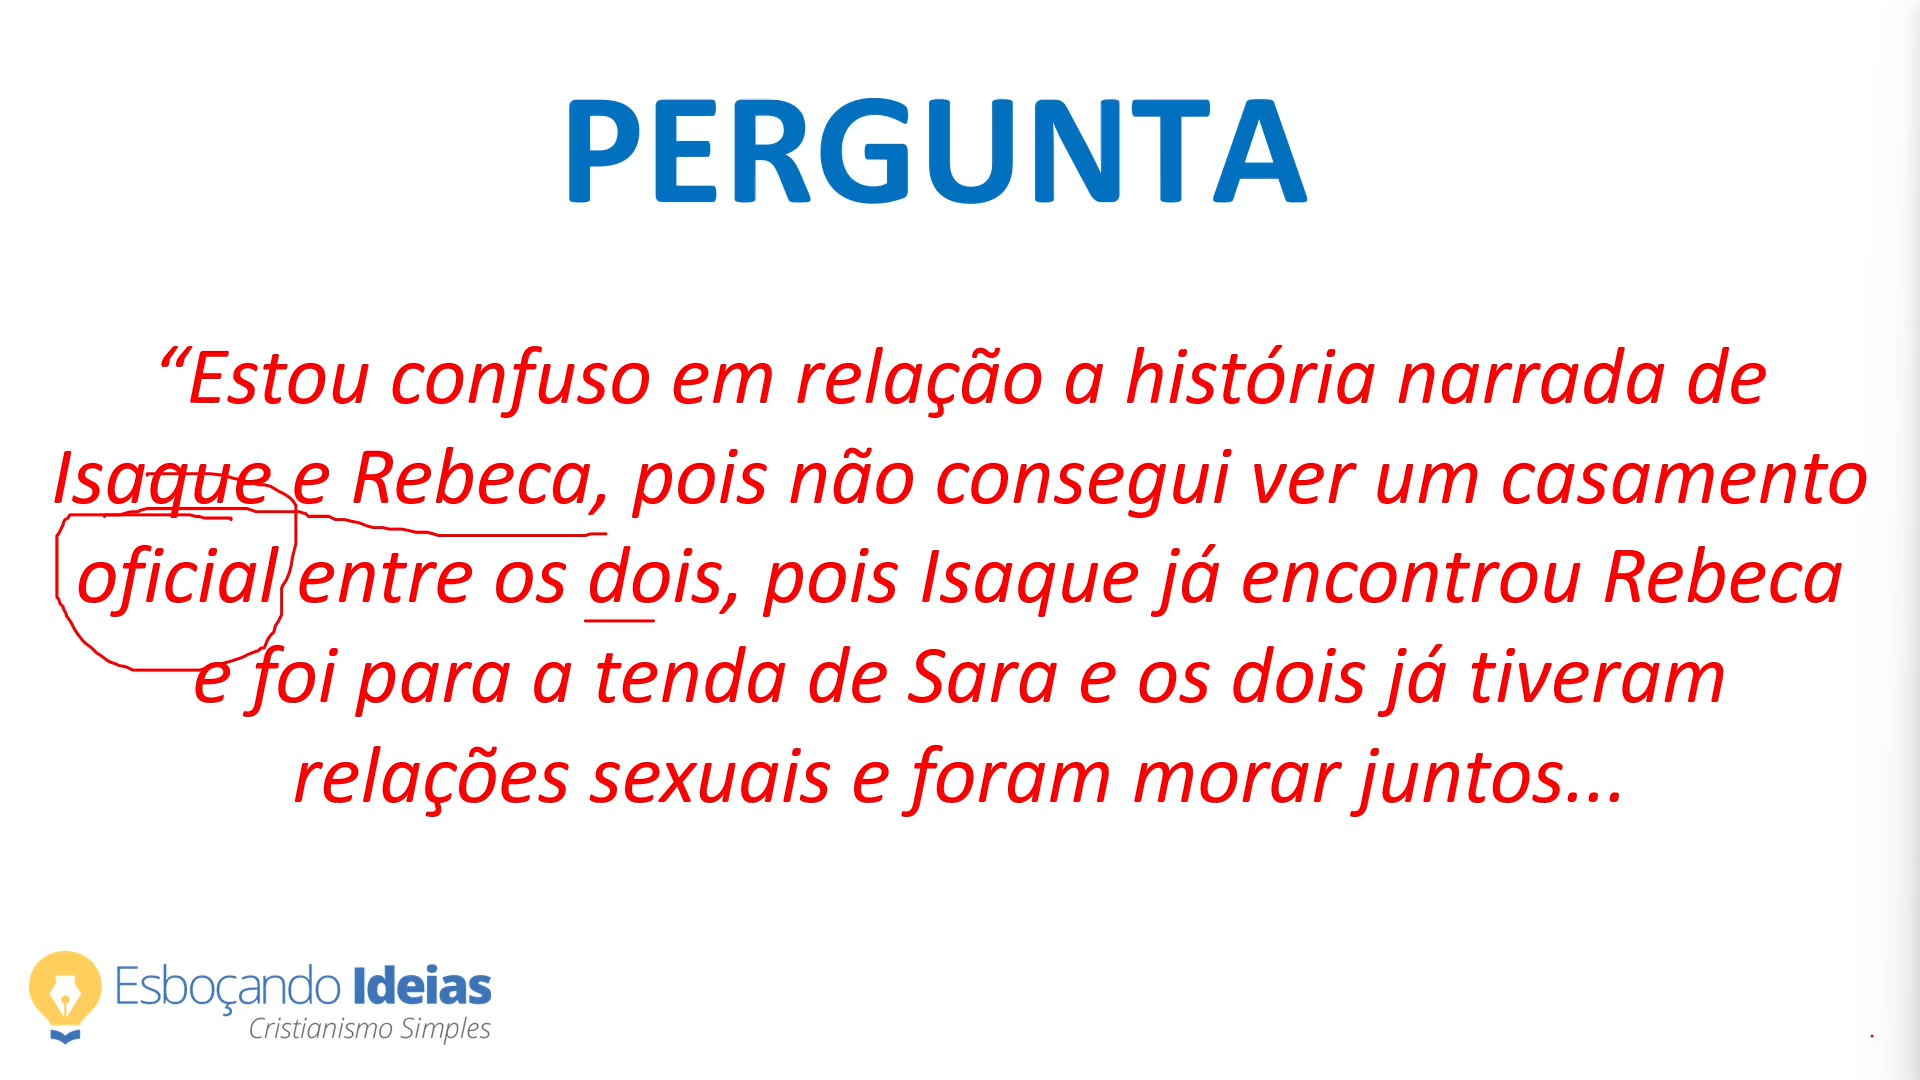 PERGUNTA
“Estou confuso em relação a história narrada de
Isaque e Rebeca, pois não consegui ver um casamento
oficial entre os dois, pois Isaque já encontrou Rebeca
e foi para a tenda de Sara e os dois já tiveram
relações sexuais e foram morar juntos...
Esboçando Ideias
Cristianismo Simples